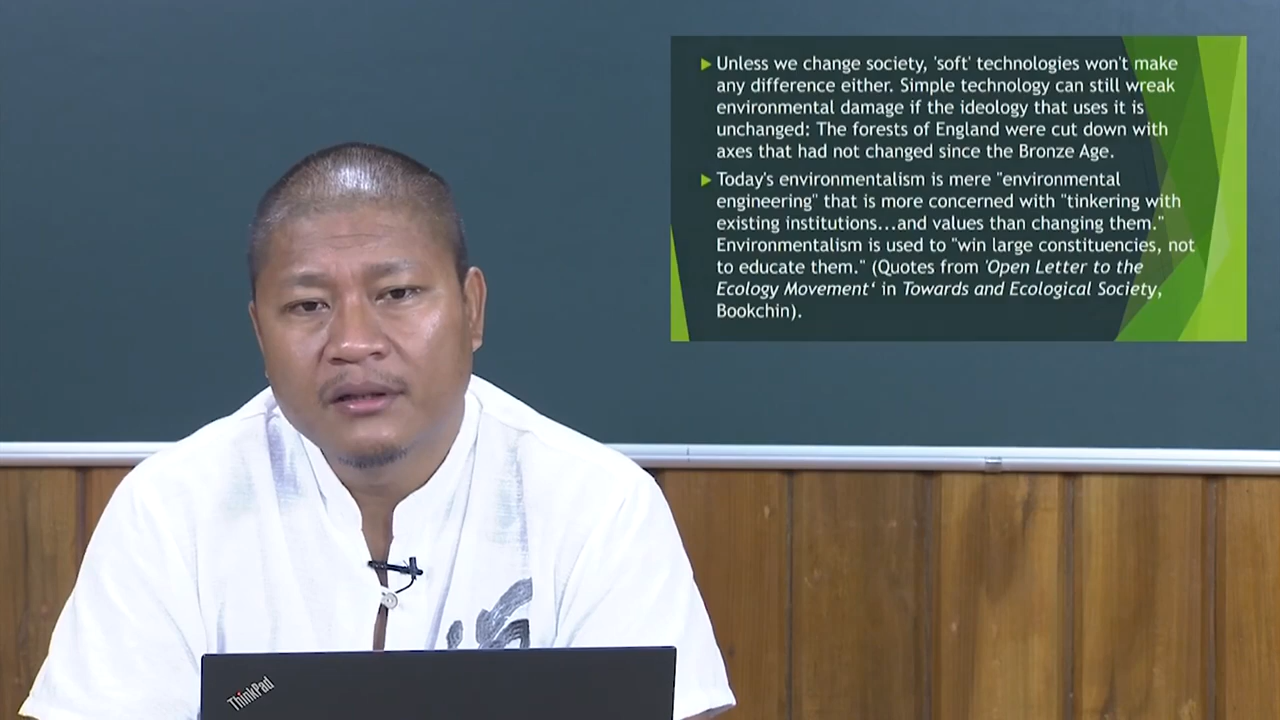 Unless we change society, 'soft' technologies won't make
any difference either. Simple technology can still wreak
environmental damage if the ideology that uses it is
unchanged: The forests of England were cut down with
axes that had not changed since the Bronze Age.
Today's environmentalism is mere "environmental
engineering" that is more concerned with "tinkering with
existing institutions...and values than changing them."
Environmentalism is used to "win large constituencies, not
to educate them." (Quotes from 'Open Letter to the
Ecology Movement‘ in Towards and Ecological Society,
Bookchin).
ThinkPad